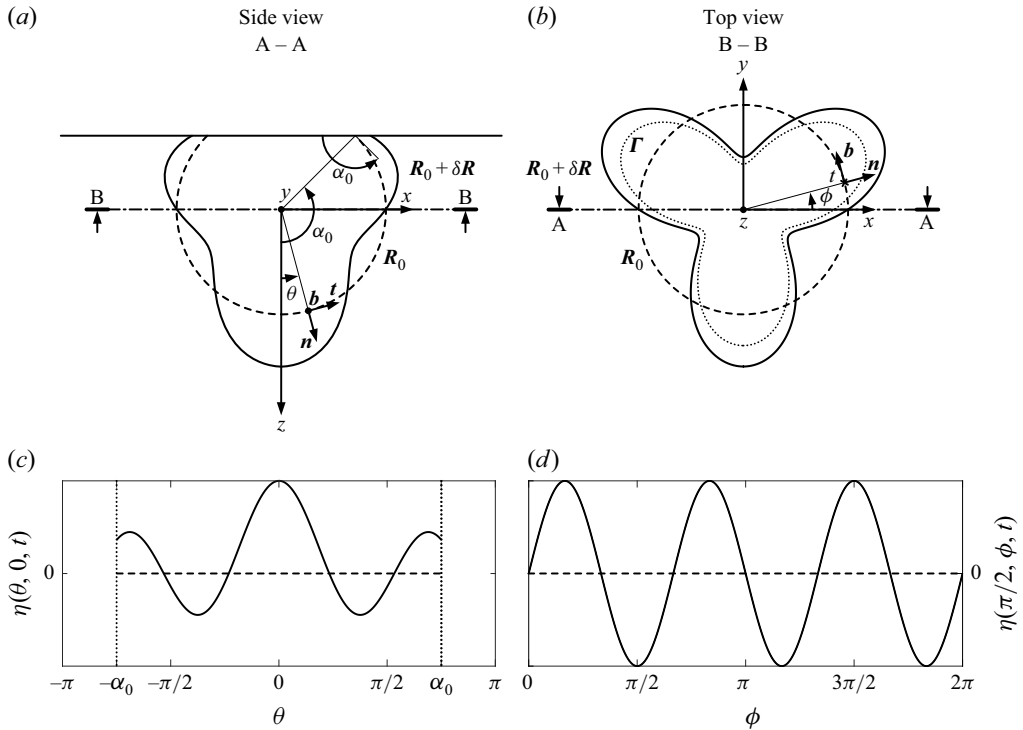 (a) Side view
A – A
B B
y x
α₀
α₀
R₀ + δR
R₀
θ b t
n
z
(b) Top view
B – B
y
Γ
b
n
t
ϕ
R₀ + δR
A A
z x
R₀
(c)
η(θ, 0, t)
0
–π –α₀ –π/2 0 π/2 α₀ π
θ
(d)
0
η(π/2, ϕ, t)
0 π/2 π 3π/2 2π
ϕ